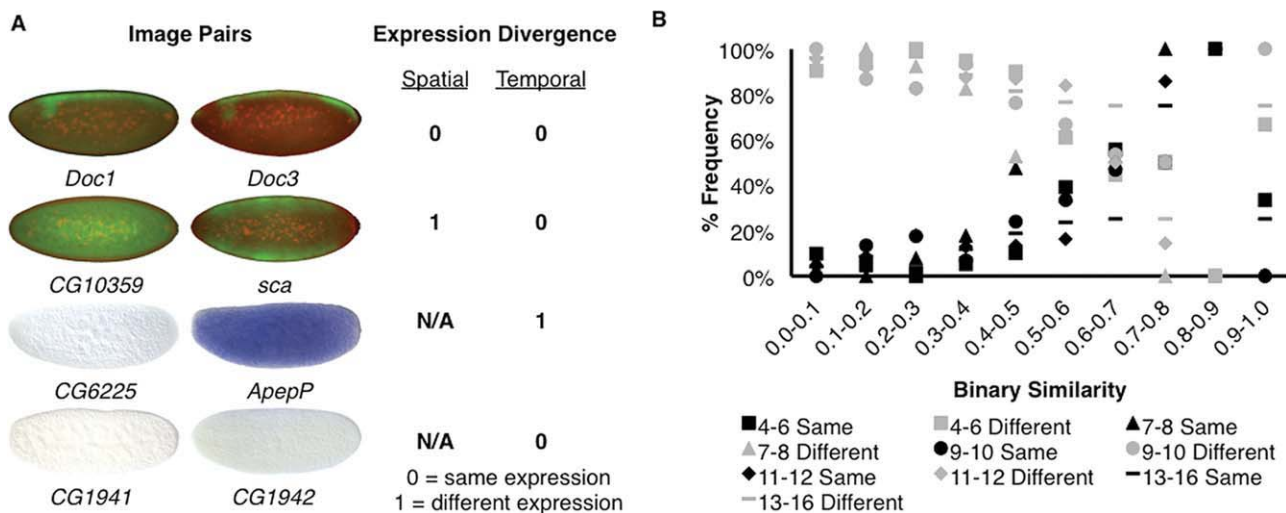 A
Image Pairs
Expression Divergence
Spatial Temporal
0 0
Doc1 Doc3
1 0
CG10359 sca
N/A 1
CG6225 ApepP
N/A 0
CG1941 CG1942
0 = same expression
1 = different expression
B
% Frequency
100%
80%
60%
40%
20%
0%
0.0-0.1
0.1-0.2
0.2-0.3
0.3-0.4
0.4-0.5
0.5-0.6
0.6-0.7
0.7-0.8
0.8-0.9
0.9-1.0
Binary Similarity
4-6 Same 4-6 Different 7-8 Same
7-8 Different 9-10 Same 9-10 Different
11-12 Same 11-12 Different 13-16 Same
13-16 Different